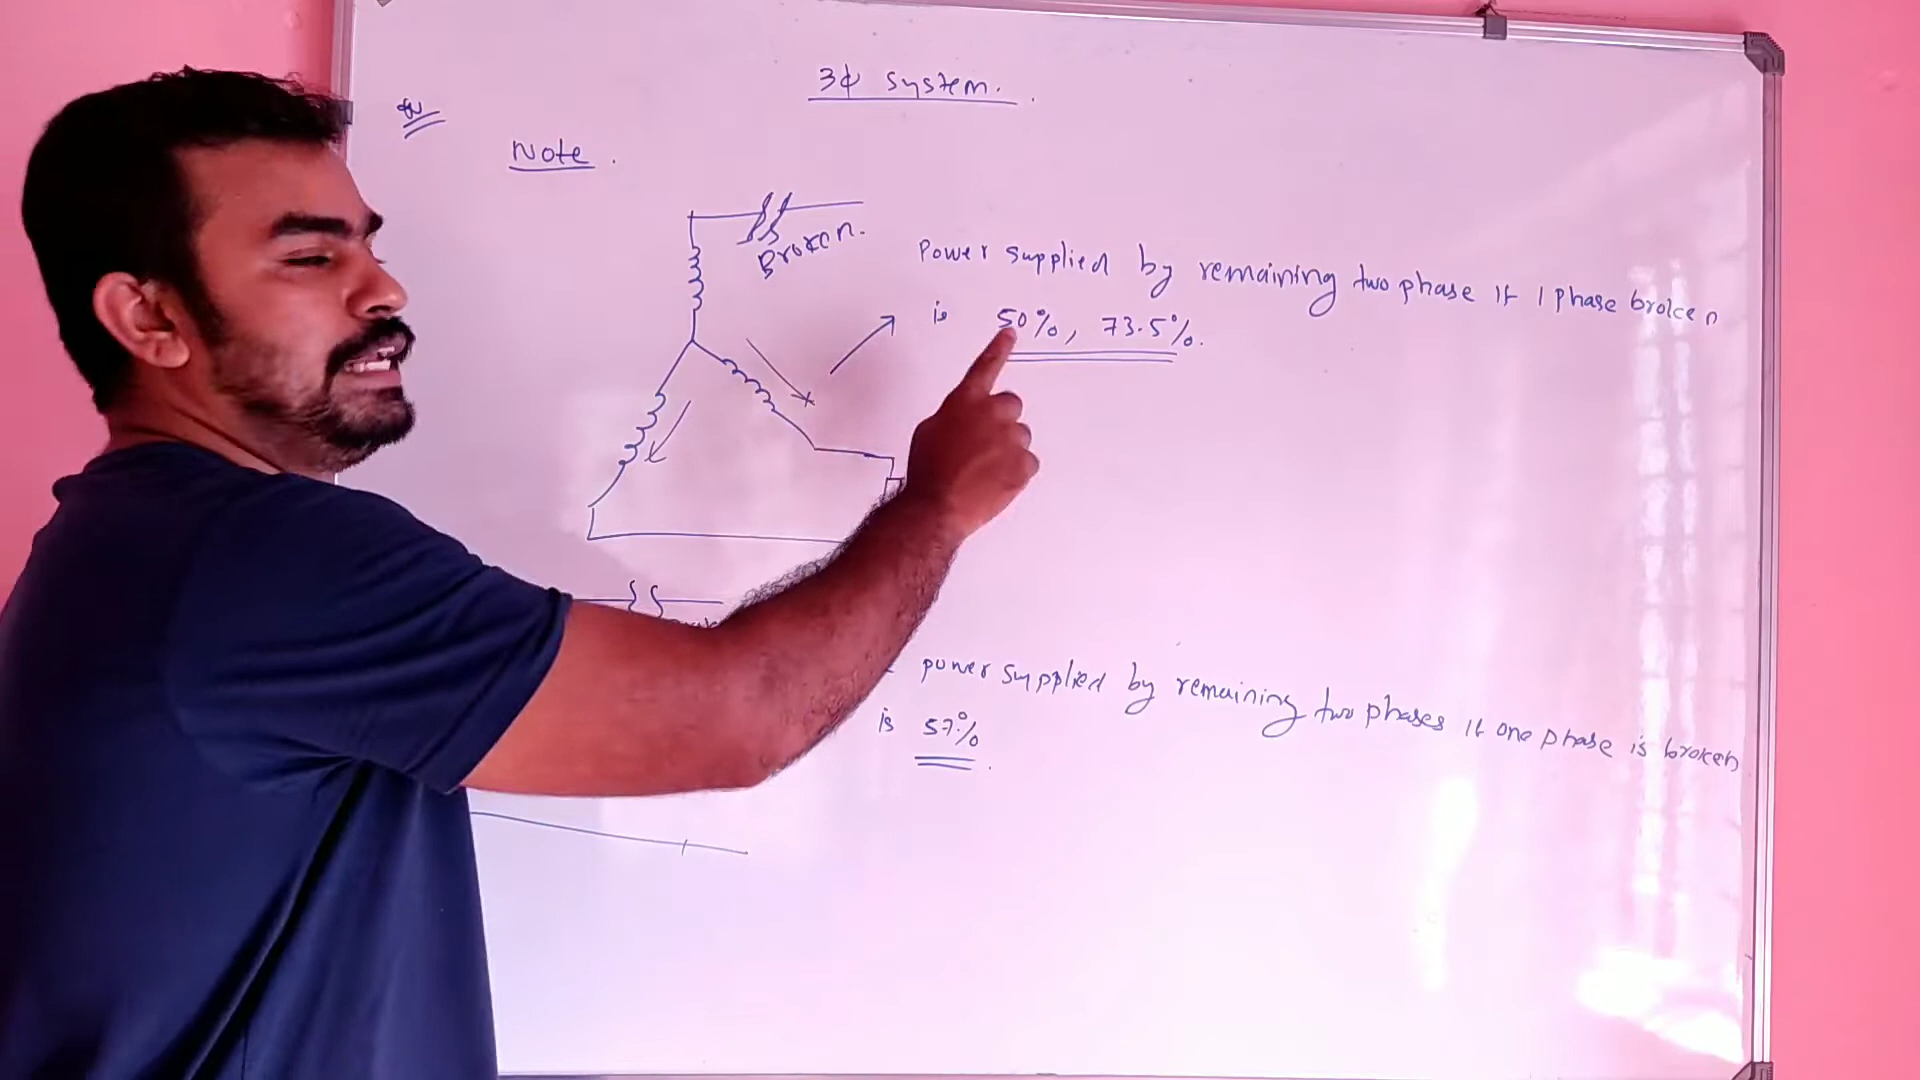 3ϕ system.
Note.
Broken.
Power supplied by remaining two phase if 1 phase broken
is 50%, 73.5%.
power supplied by remaining two phases if one phase is broken
is 57%